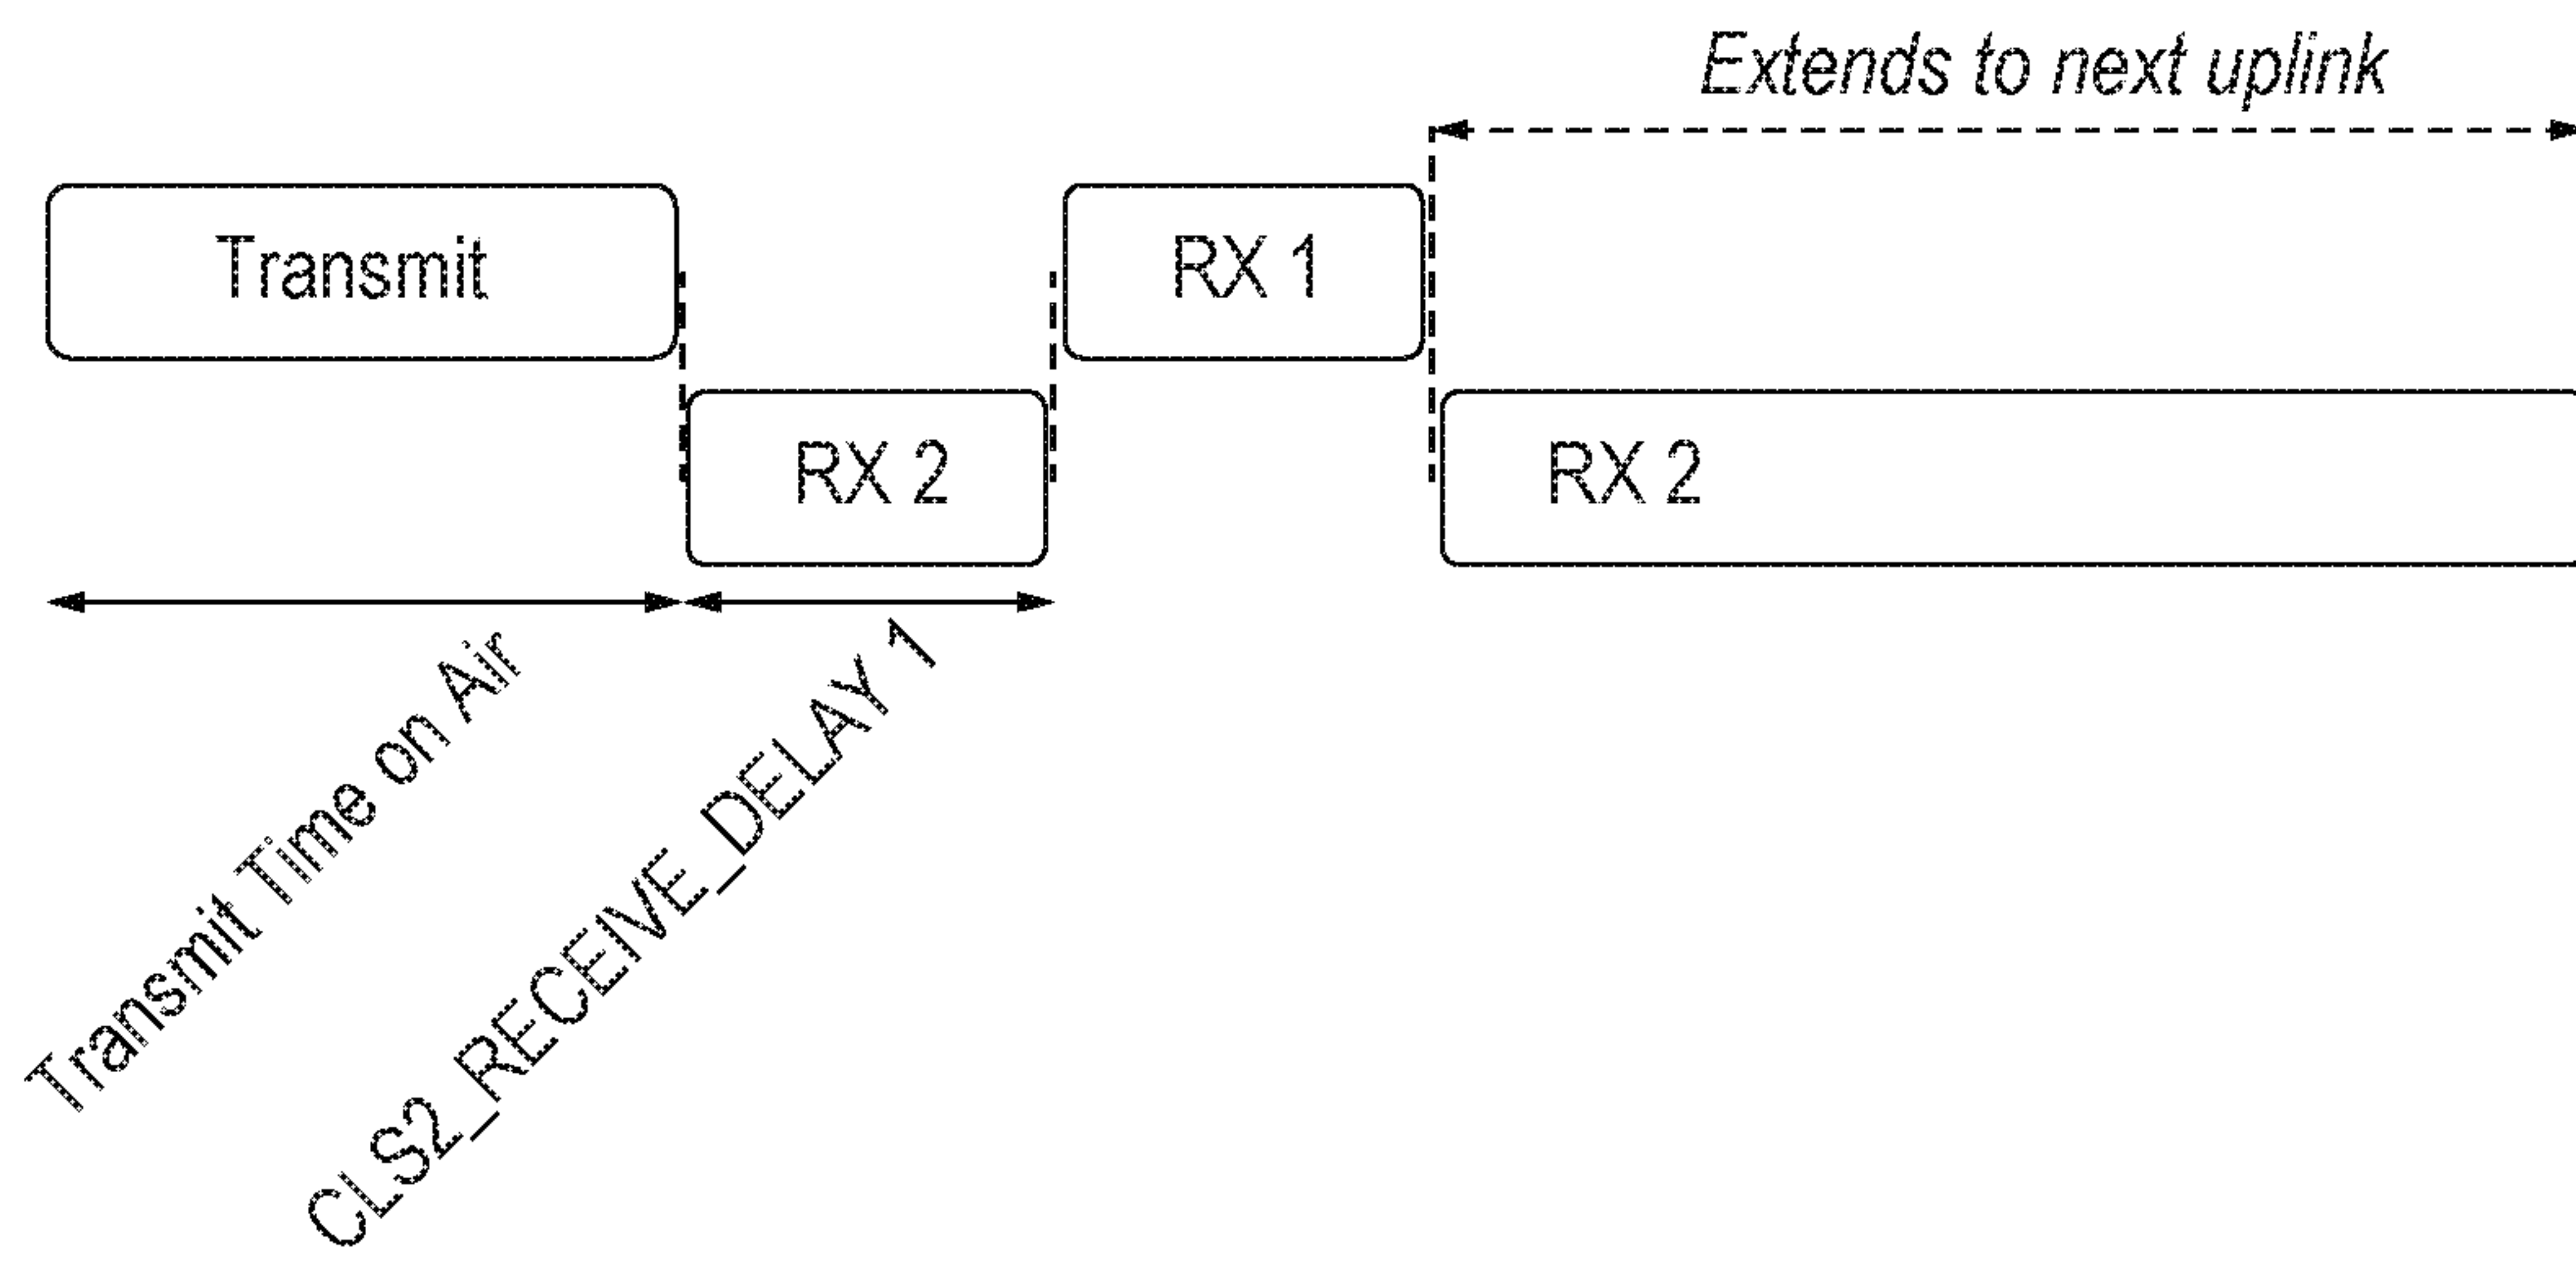 Extends to next uplink
Transmit
RX 1
RX 2
RX 2
Transmit Time on Air
CLS2_RECEIVE_DELAY 1